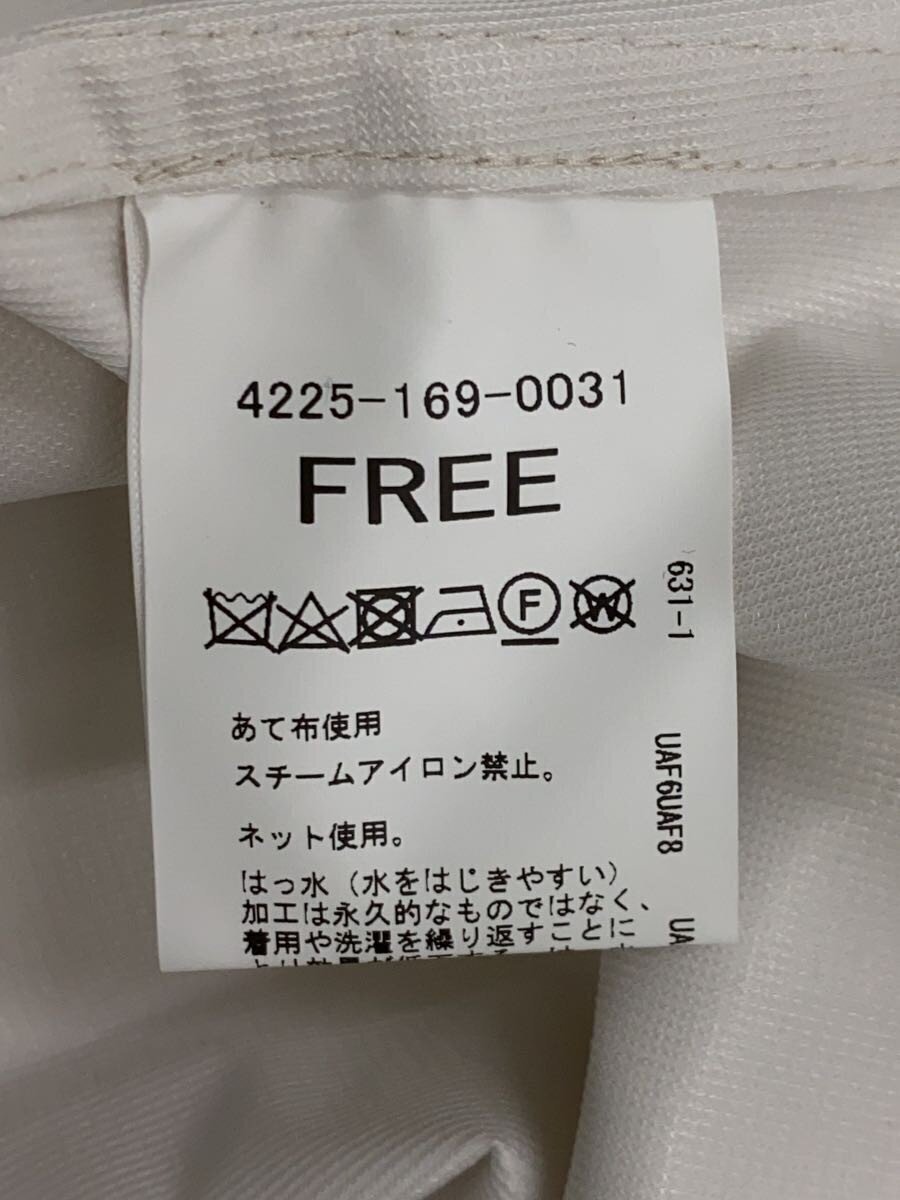 4225-169-0031
FREE
F
W
あて布使用
スチームアイロン禁止。
ネット使用。
はっ水（水をはじきやすい）
加工は永久的なものではなく、
着用や洗濯を繰り返すことに
631-1
UAF6UAF8
UA